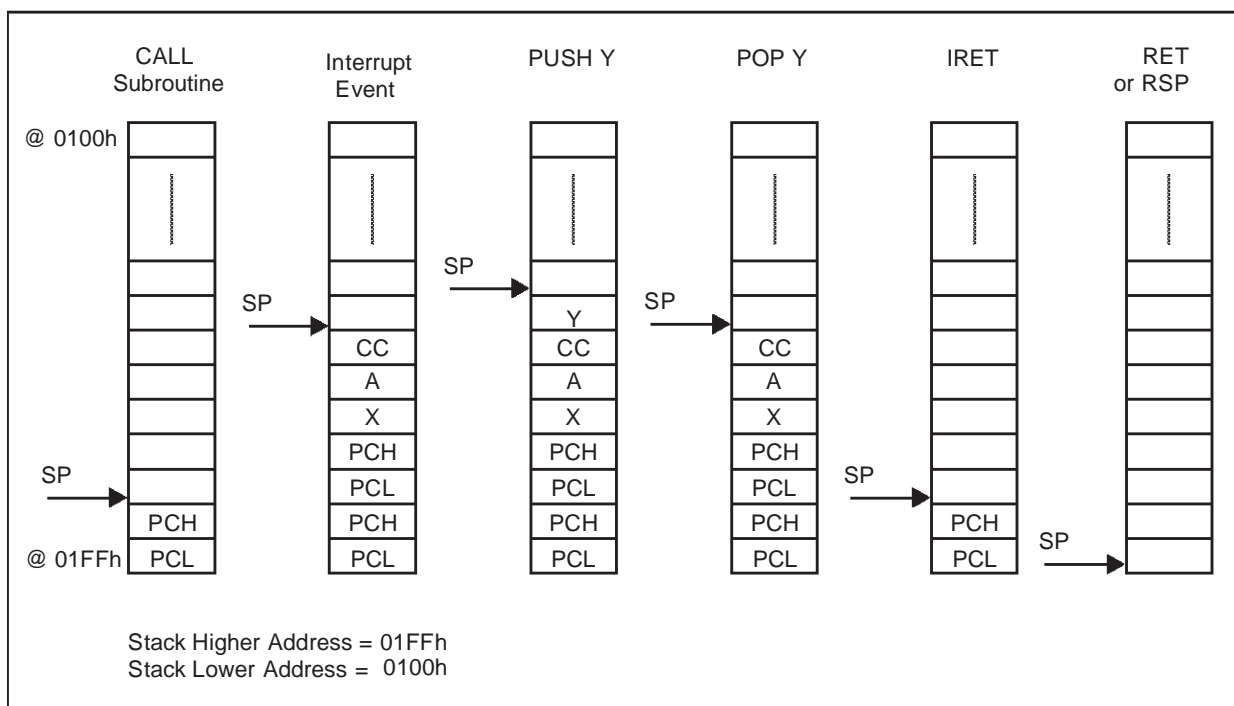 CALL
Subroutine
Interrupt
Event
PUSH Y
POP Y
IRET
RET
or RSP
@ 0100h
SP
PCH
@ 01FFh
PCL
SP
CC
A
X
PCH
PCL
PCH
PCL
SP
Y
CC
A
X
PCH
PCL
PCH
PCL
SP
CC
A
X
PCH
PCL
PCH
PCL
SP
PCH
PCL
SP
Stack Higher Address = 01FFh
Stack Lower Address = 0100h